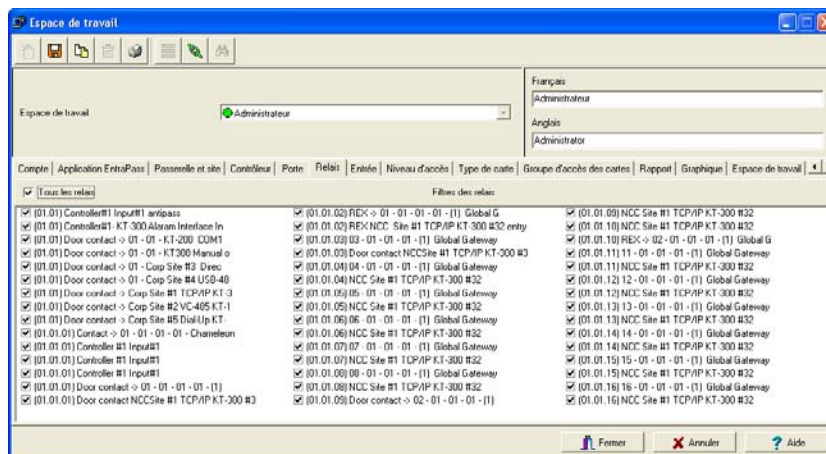 Espace de travail
Français
Administrateur
Espace de travail
Administrateur
Anglais
Administrator
Compte Application EntraPass Passerelle et site Contrôleur Porte Relais Entrée Niveau d'accès Type de carte Groupe d'accès des cartes Rapport Graphique Espace de travail
Tous les relais Filtres des relais
(01.01) Controller#1 Input#1 antipass
(01.01) Controller#1- KT-300 Alaram Interface In
(01.01) Door contact -> 01 - 01 - KT-200 COM1
(01.01) Door contact -> 01 - 01 - KT300 Manual o
(01.01) Door contact -> 01 - Corp Site #3 Direc
(01.01) Door contact -> 01 - Corp Site #4 USB-48
(01.01) Door contact -> Corp Site #1 TCP/IP KT-3
(01.01) Door contact -> Corp Site #2 VC-485 KT-1
(01.01) Door contact -> Corp Site #5 Dial-Up KT-
(01.01.01) Contact -> 01 - 01 - 01 - 01 - Chameleon
(01.01.01) Controller #1 Input#1
(01.01.01) Controller #1 Input#1
(01.01.01) Controller #1 Input#1
(01.01.01) Door contact -> 01 - 01 - 01 - 01 - (1)
(01.01.01) Door contact NCCSite #1 TCP/IP KT-300 #3
(01.01.02) REX -> 01 - 01 - 01 - 01 - (1) Global G
(01.01.02) REX NCC Site #1 TCP/IP KT-300 #32 entry
(01.01.03) 03 - 01 - 01 - 01 - (1) Global Gateway
(01.01.03) Door contact NCCSite #1 TCP/IP KT-300 #3
(01.01.04) 04 - 01 - 01 - 01 - (1) Global Gateway
(01.01.04) NCC Site #1 TCP/IP KT-300 #32
(01.01.05) 05 - 01 - 01 - 01 - (1) Global Gateway
(01.01.05) NCC Site #1 TCP/IP KT-300 #32
(01.01.06) 06 - 01 - 01 - 01 - (1) Global Gateway
(01.01.06) NCC Site #1 TCP/IP KT-300 #32
(01.01.07) 07 - 01 - 01 - 01 - (1) Global Gateway
(01.01.07) NCC Site #1 TCP/IP KT-300 #32
(01.01.08) 08 - 01 - 01 - 01 - (1) Global Gateway
(01.01.08) NCC Site #1 TCP/IP KT-300 #32
(01.01.09) Door contact -> 02 - 01 - 01 - 01 - (1)
(01.01.09) NCC Site #1 TCP/IP KT-300 #32
(01.01.10) NCC Site #1 TCP/IP KT-300 #32
(01.01.10) REX -> 02 - 01 - 01 - 01 - (1) Global G
(01.01.11) 11 - 01 - 01 - 01 - (1) Global Gateway
(01.01.11) NCC Site #1 TCP/IP KT-300 #32
(01.01.12) 12 - 01 - 01 - 01 - (1) Global Gateway
(01.01.12) NCC Site #1 TCP/IP KT-300 #32
(01.01.13) 13 - 01 - 01 - 01 - (1) Global Gateway
(01.01.13) NCC Site #1 TCP/IP KT-300 #32
(01.01.14) 14 - 01 - 01 - 01 - (1) Global Gateway
(01.01.14) NCC Site #1 TCP/IP KT-300 #32
(01.01.15) 15 - 01 - 01 - 01 - (1) Global Gateway
(01.01.15) NCC Site #1 TCP/IP KT-300 #32
(01.01.16) 16 - 01 - 01 - 01 - (1) Global Gateway
(01.01.16) NCC Site #1 TCP/IP KT-300 #32
Fermer Annuler Aide